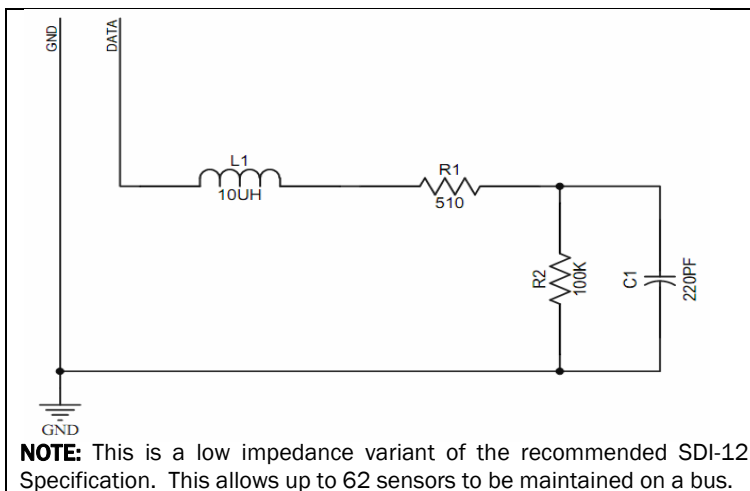 GND
DATA
L1
10UH
R1
510
R2
100K
C1
220PF
GND
NOTE: This is a low impedance variant of the recommended SDI-12
Specification. This allows up to 62 sensors to be maintained on a bus.